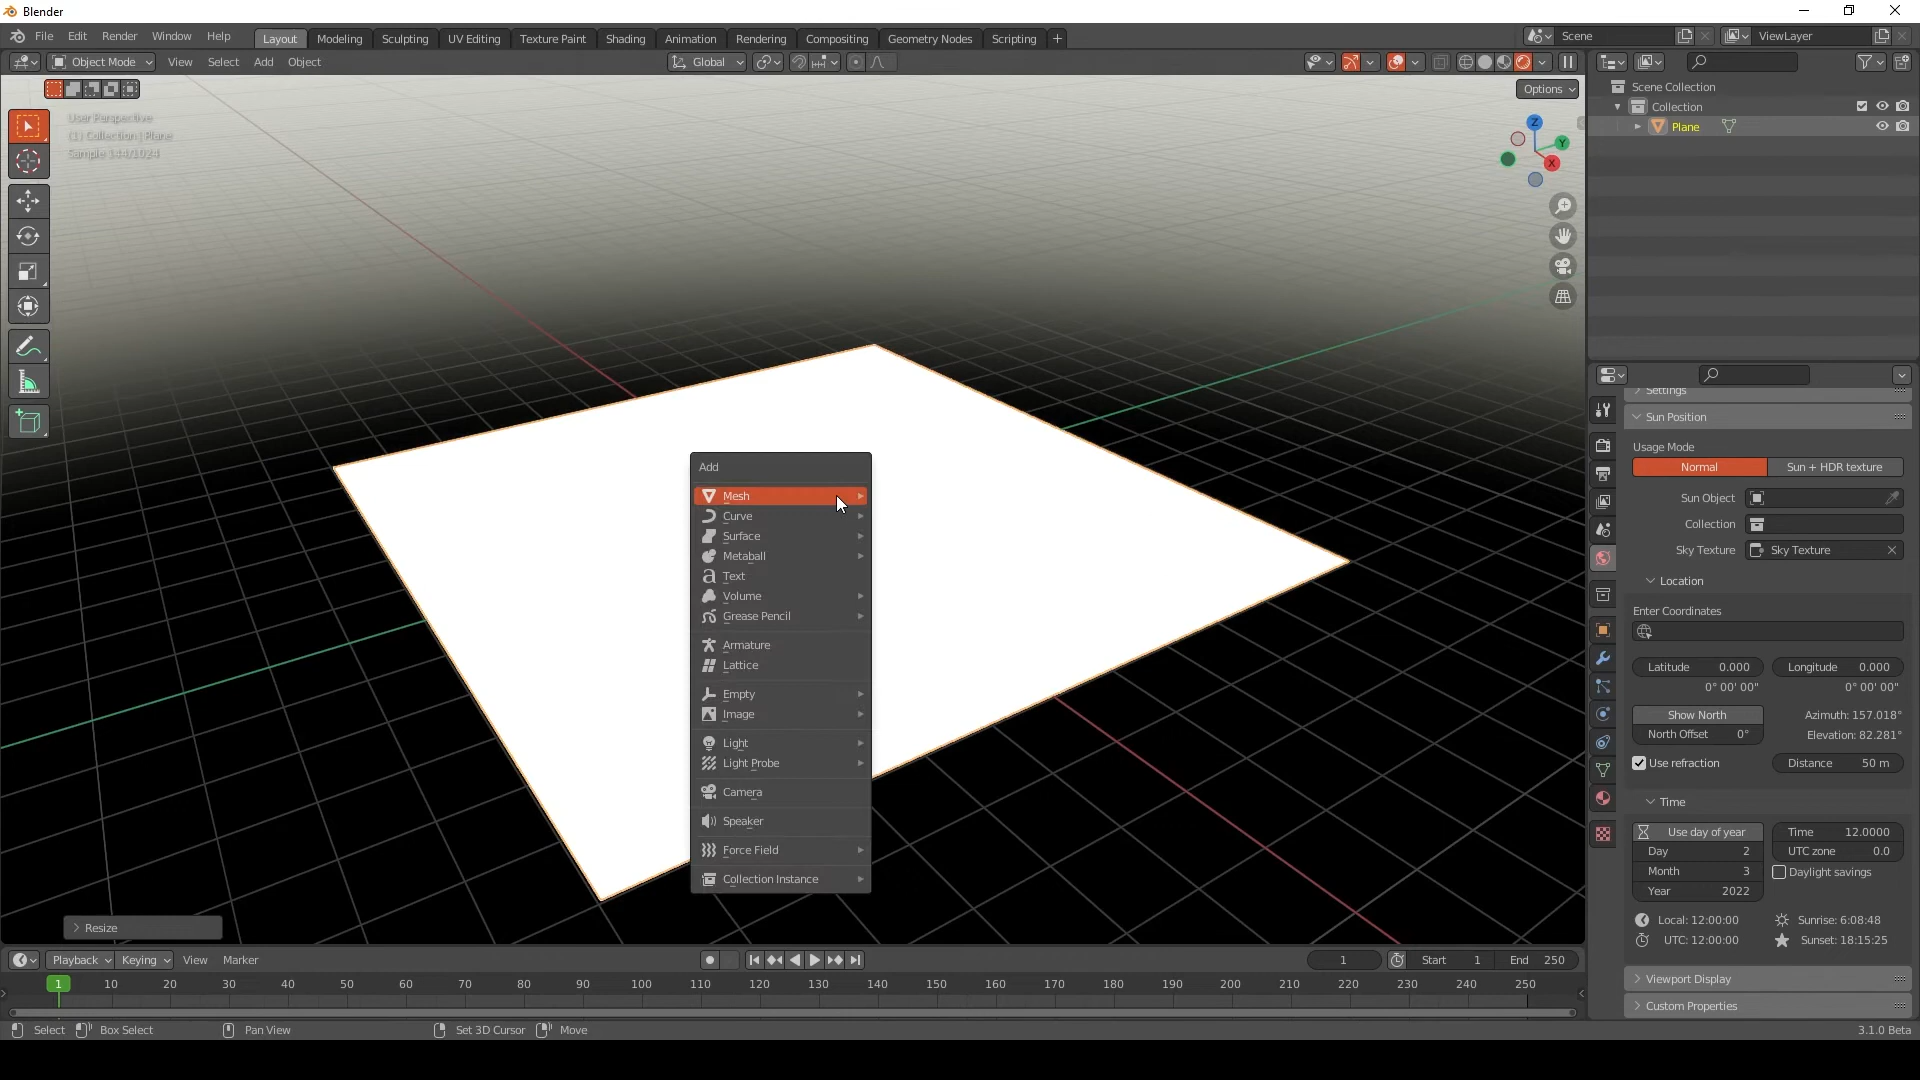 Blender
File Edit Render Window Help
Layout Modeling Sculpting UV Editing Texture Paint Shading Animation Rendering Compositing Geometry Nodes Scripting +
Scene
ViewLayer
Object Mode View Select Add Object
Global
Options
User Perspective
(1) Collection | Plane
Sample 144/1024
Z
Y
X
Scene Collection
Collection
Plane
Add
Mesh
Curve
Surface
Metaball
Text
Volume
Grease Pencil
Armature
Lattice
Empty
Image
Light
Light Probe
Camera
Speaker
Force Field
Collection Instance
Resize
Settings
Sun Position
Usage Mode
Normal Sun + HDR texture
Sun Object
Collection
Sky Texture Sky Texture
Location
Enter Coordinates
Latitude 0.000 Longitude 0.000
0° 00' 00" 0° 00' 00"
Show North Azimuth: 157.018°
North Offset 0° Elevation: 82.281°
Use refraction Distance 50 m
Time
Use day of year Time 12.0000
Day 2 UTC zone 0.0
Month 3 Daylight savings
Year 2022
Local: 12:00:00 Sunrise: 6:08:48
UTC: 12:00:00 Sunset: 18:15:25
Viewport Display
Custom Properties
Playback Keying View Marker
1 Start 1 End 250
1 10 20 30 40 50 60 70 80 90 100 110 120 130 140 150 160 170 180 190 200 210 220 230 240 250
Select Box Select Pan View Set 3D Cursor Move
3.1.0 Beta